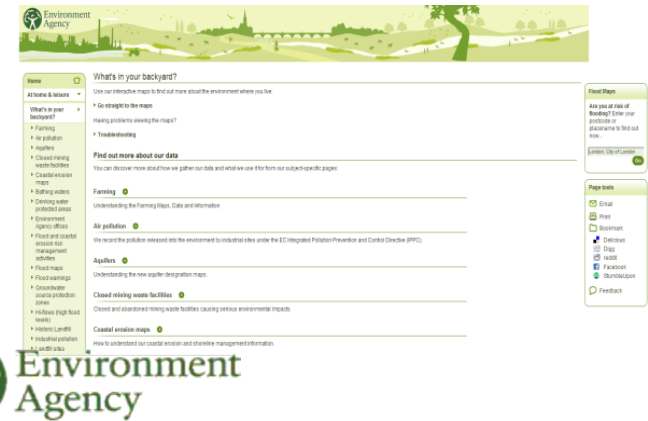 Environment
Agency
Home
At home & leisure
What's in your
backyard?
Farming
Air pollution
Aquifers
Closed mining
waste facilities
Coastal erosion
maps
Bathing waters
Drinking water
protected areas
Environment
Agency offices
Flood and coastal
erosion risk
management
activities
Flood maps
Flood warnings
Groundwater
source protection
zones
Hiflows (high flood
levels)
Historic Landfill
Industrial pollution
Landfill sites
What's in your backyard?
Use our interactive maps to find out more about the environment where you live.
Go straight to the maps
Having problems viewing the maps?
Troubleshooting
Find out more about our data
You can discover more about how we gather our data and what we use it for from our subject-specific pages:
Farming
Understanding the Farming Maps, Data and Information.
Air pollution
We record the pollution released into the environment by industrial sites under the EC Integrated Pollution Prevention and Control Directive (IPPC).
Aquifers
Understanding the new aquifer designation maps.
Closed mining waste facilities
Closed and abandoned mining waste facilities causing serious environmental impacts.
Coastal erosion maps
How to understand our coastal erosion and shoreline management information.
Flood Maps
Are you at risk of
flooding? Enter your
postcode or
placename to find out
now...
London, City of London
Go
Page tools
Email
Print
Bookmark
Delicious
Digg
reddit
Facebook
StumbleUpon
Feedback
Environment
Agency